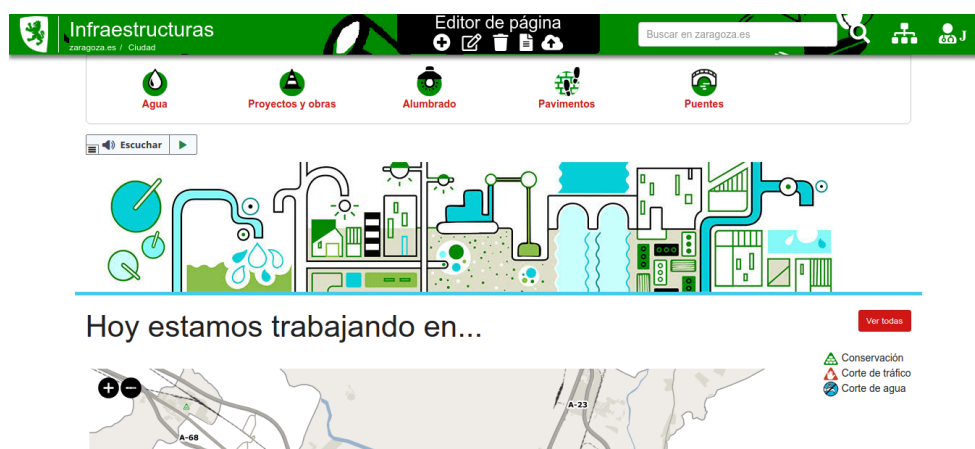 Infraestructuras
zaragoza.es / Ciudad
Editor de página
Buscar en zaragoza.es
J
Agua
Proyectos y obras
Alumbrado
Pavimentos
Puentes
Escuchar
Hoy estamos trabajando en...
Ver todas
Conservación
Corte de tráfico
Corte de agua
A-23
A-68